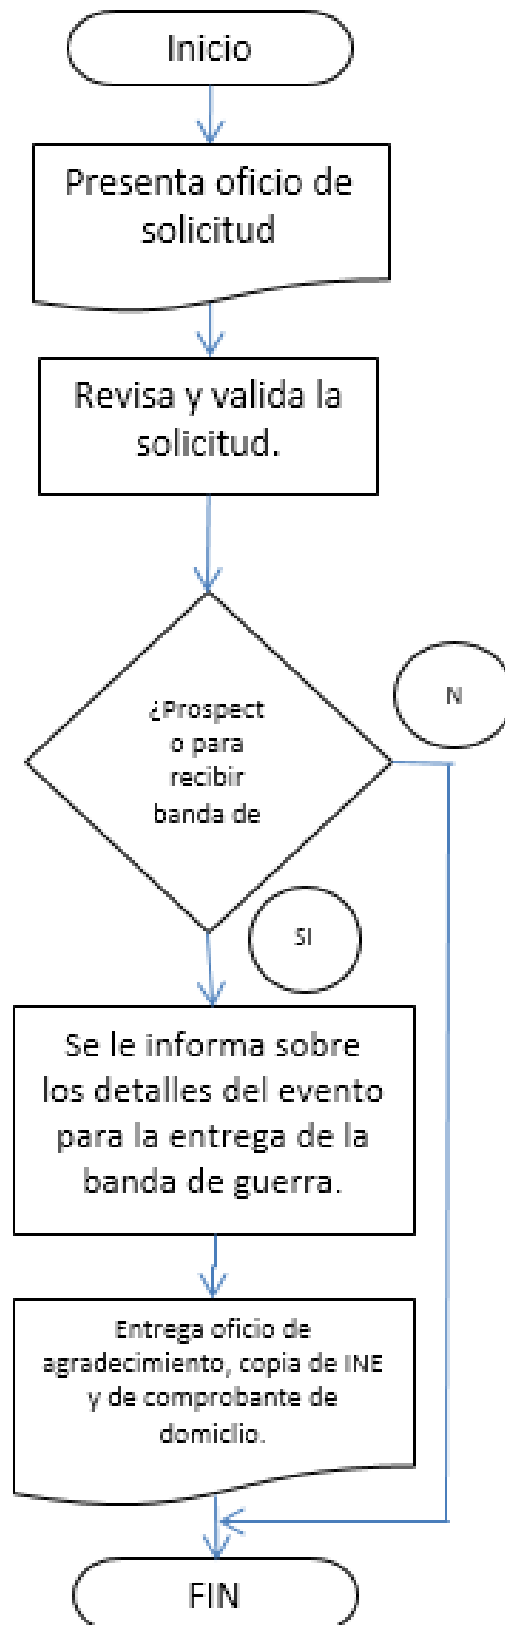 Inicio
Presenta oficio de
solicitud
Revisa y valida la
solicitud.
¿Prospect
o para
recibir
banda de
N
SI
Se le informa sobre
los detalles del evento
para la entrega de la
banda de guerra.
Entrega oficio de
agradecimiento, copia de INE
y de comprobante de
domiclio.
FIN